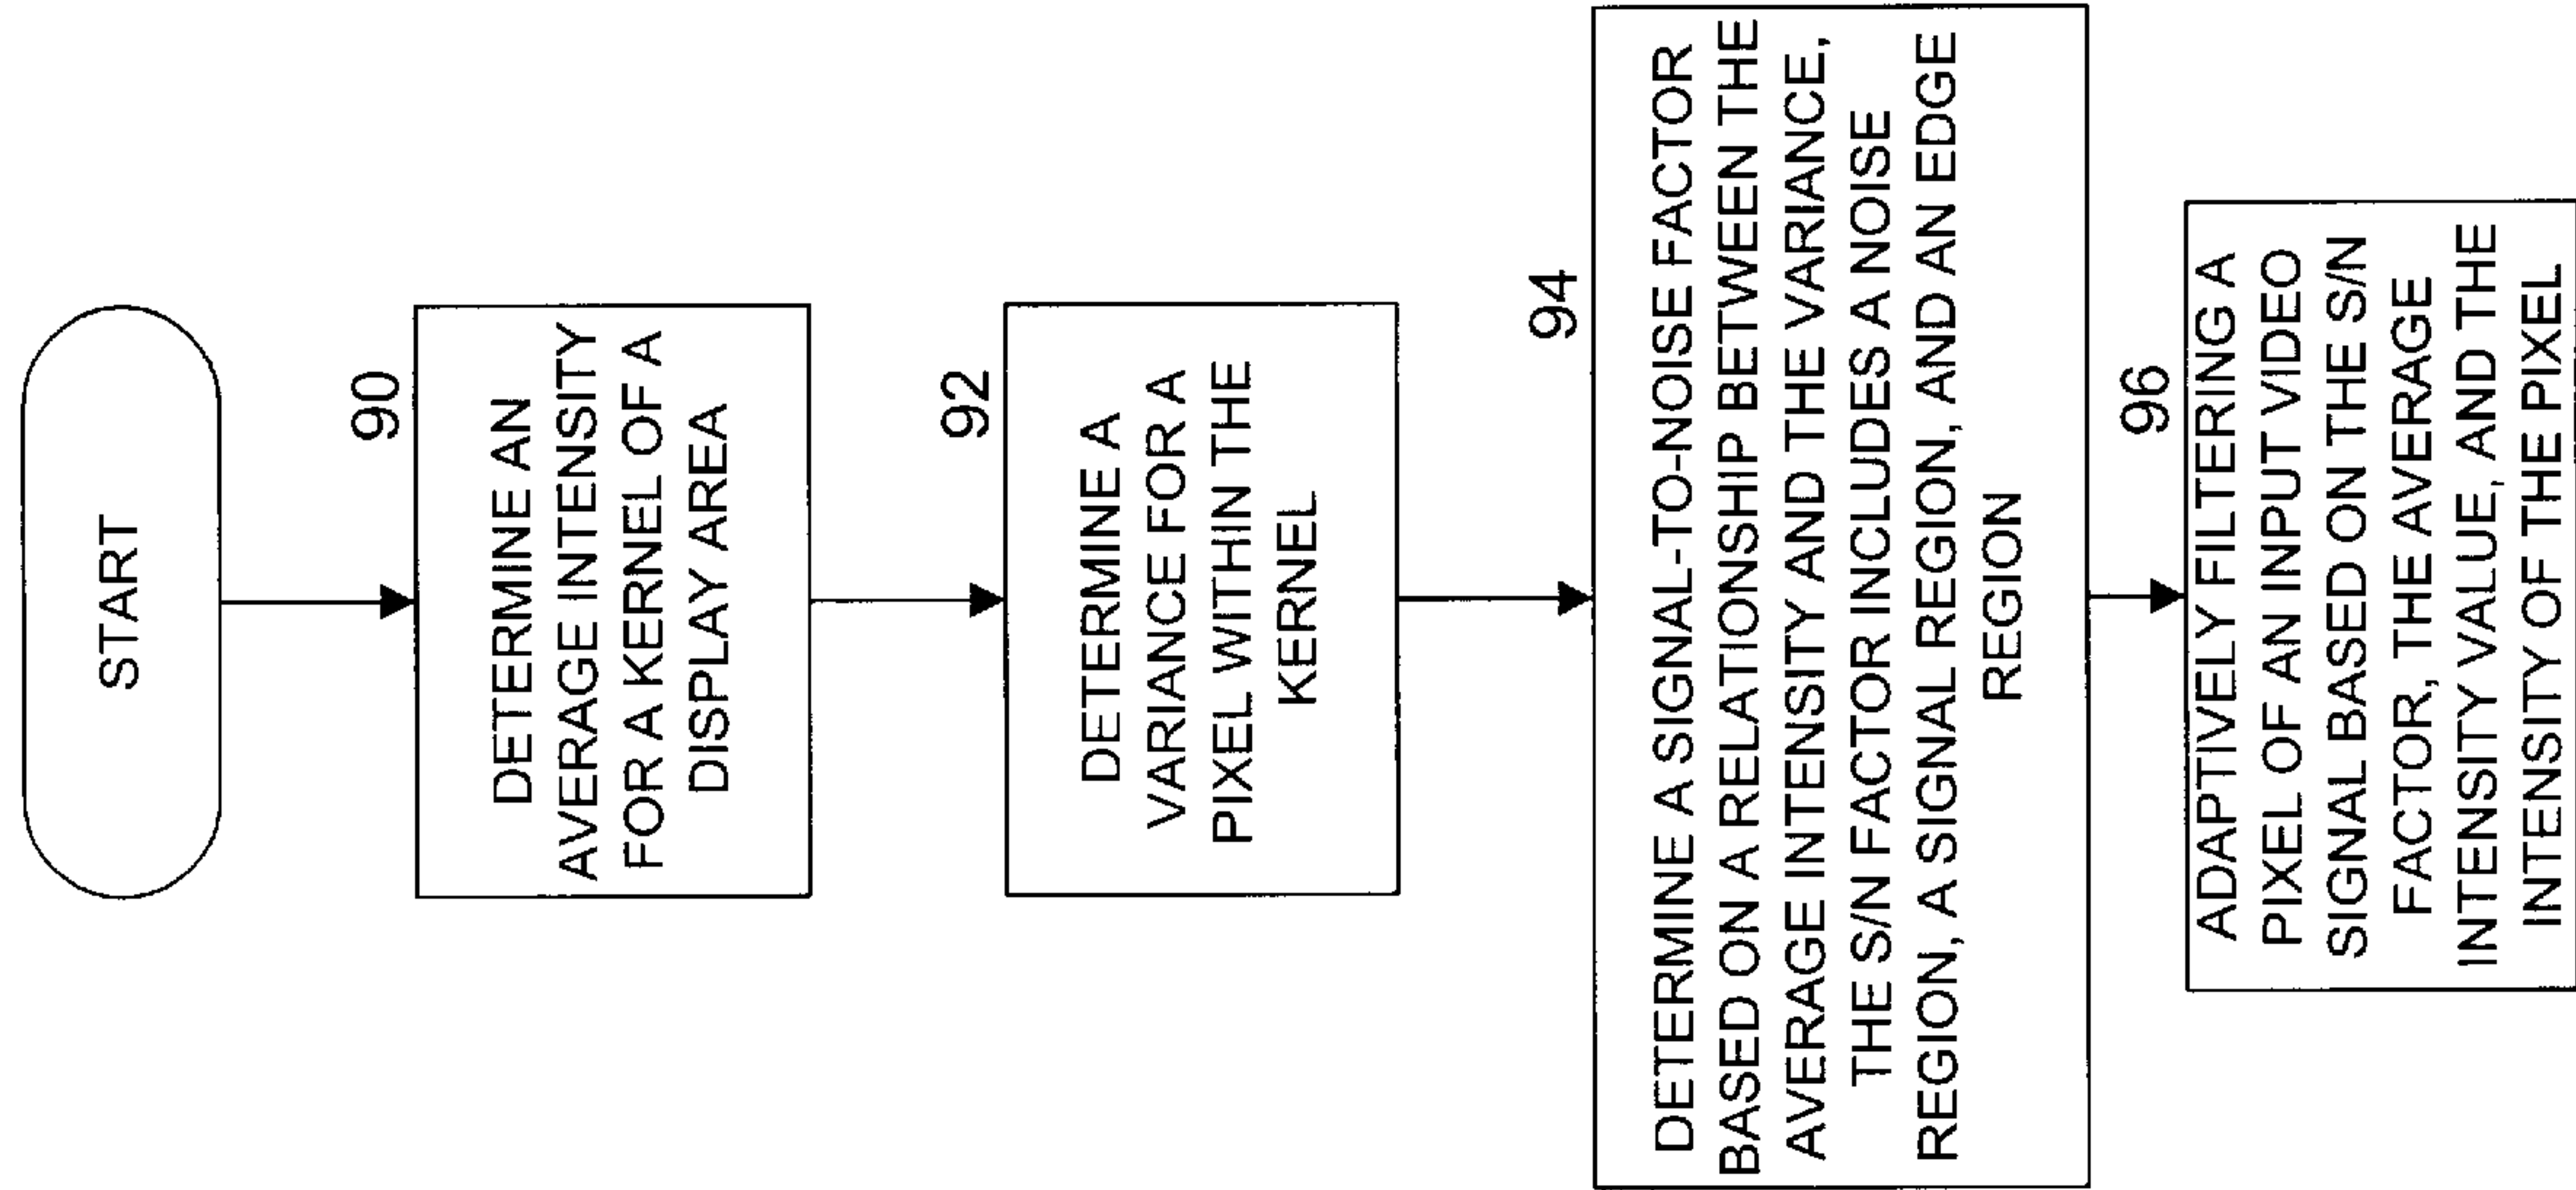 START
90
DETERMINE AN
AVERAGE INTENSITY
FOR A KERNEL OF A
DISPLAY AREA
92
DETERMINE A
VARIANCE FOR A
PIXEL WITHIN THE
KERNEL
94
DETERMINE A SIGNAL-TO-NOISE FACTOR
BASED ON A RELATIONSHIP BETWEEN THE
AVERAGE INTENSITY AND THE VARIANCE,
THE S/N FACTOR INCLUDES A NOISE
REGION, A SIGNAL REGION, AND AN EDGE
REGION
96
ADAPTIVELY FILTERING A
PIXEL OF AN INPUT VIDEO
SIGNAL BASED ON THE S/N
FACTOR, THE AVERAGE
INTENSITY VALUE, AND THE
INTENSITY OF THE PIXEL